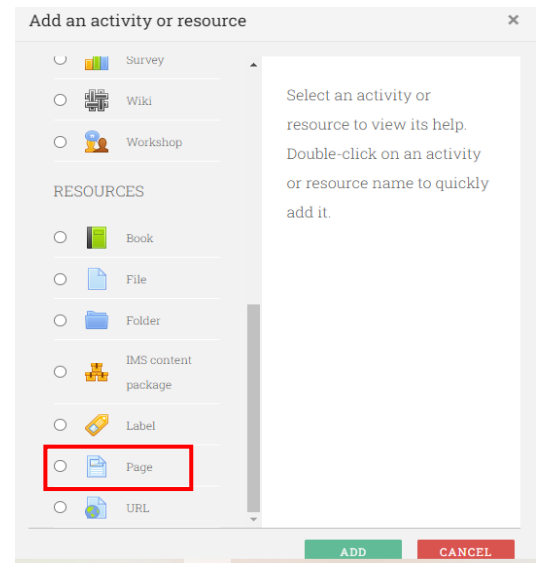 Add an activity or resource ×
Survey
Wiki
Workshop
RESOURCES
Book
File
Folder
IMS content
package
Label
Page
URL
Select an activity or
resource to view its help.
Double-click on an activity
or resource name to quickly
add it.
ADD
CANCEL